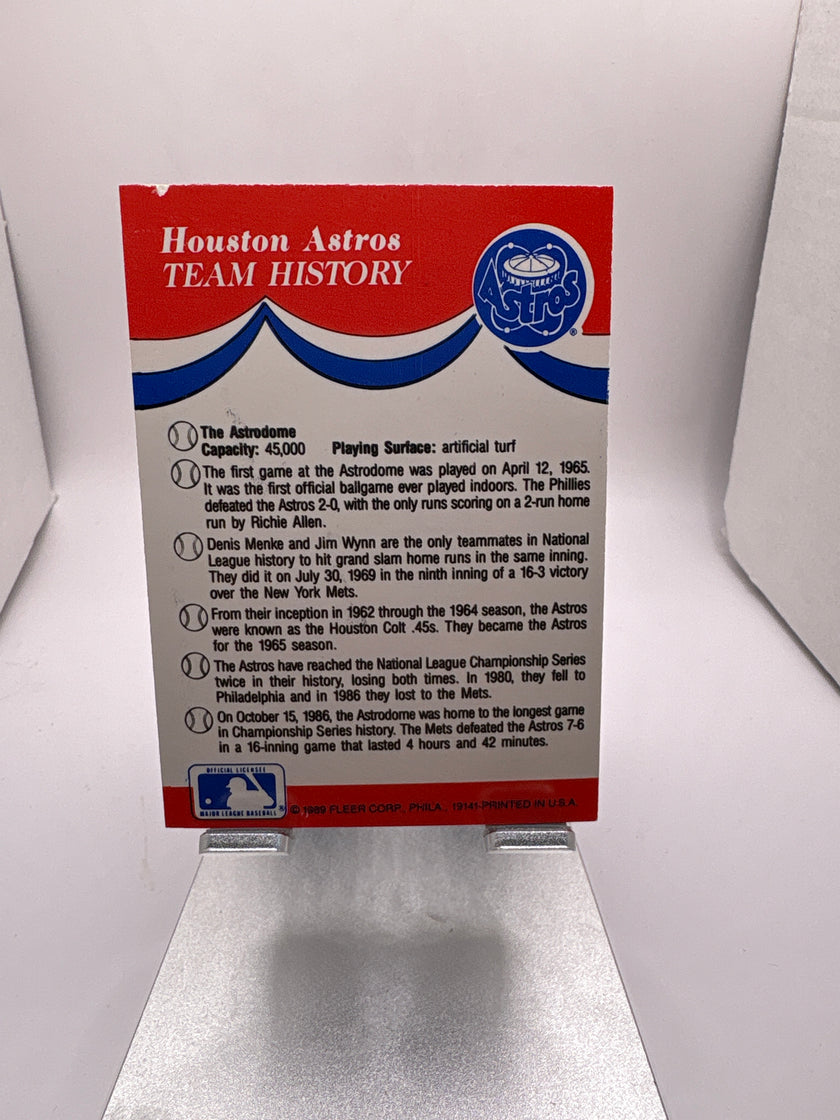 Houston Astros
TEAM HISTORY
Astros
®
The Astrodome
Capacity: 45,000 Playing Surface: artificial turf
The first game at the Astrodome was played on April 12, 1965.
It was the first official ballgame ever played indoors. The Phillies
defeated the Astros 2-0, with the only runs scoring on a 2-run home
run by Richie Allen.
Denis Menke and Jim Wynn are the only teammates in National
League history to hit grand slam home runs in the same inning.
They did it on July 30, 1969 in the ninth inning of a 16-3 victory
over the New York Mets.
From their inception in 1962 through the 1964 season, the Astros
were known as the Houston Colt .45s. They became the Astros
for the 1965 season.
The Astros have reached the National League Championship Series
twice in their history, losing both times. In 1980, they fell to
Philadelphia and in 1986 they lost to the Mets.
On October 15, 1986, the Astrodome was home to the longest game
in Championship Series history. The Mets defeated the Astros 7-6
in a 16-inning game that lasted 4 hours and 42 minutes.
OFFICIAL LICENSEE
MAJOR LEAGUE BASEBALL ®
© 1989 FLEER CORP., PHILA., 19141-PRINTED IN U.S.A.